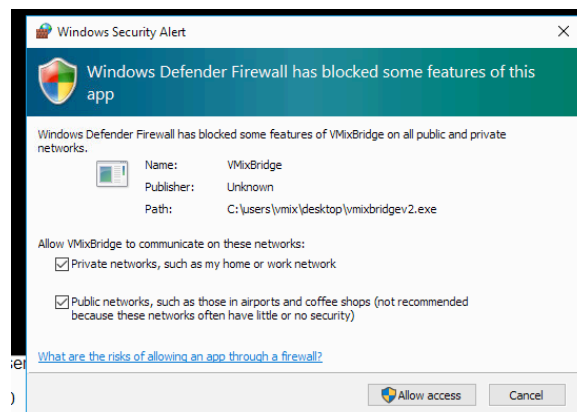 Windows Security Alert
Windows Defender Firewall has blocked some features of this
app
Windows Defender Firewall has blocked some features of VMixBridge on all public and private
networks.
Name: VMixBridge
Publisher: Unknown
Path: C:\users\vmix\desktop\vmixbridgev2.exe
Allow VMixBridge to communicate on these networks:
Private networks, such as my home or work network
Public networks, such as those in airports and coffee shops (not recommended
because these networks often have little or no security)
What are the risks of allowing an app through a firewall?
Allow access Cancel